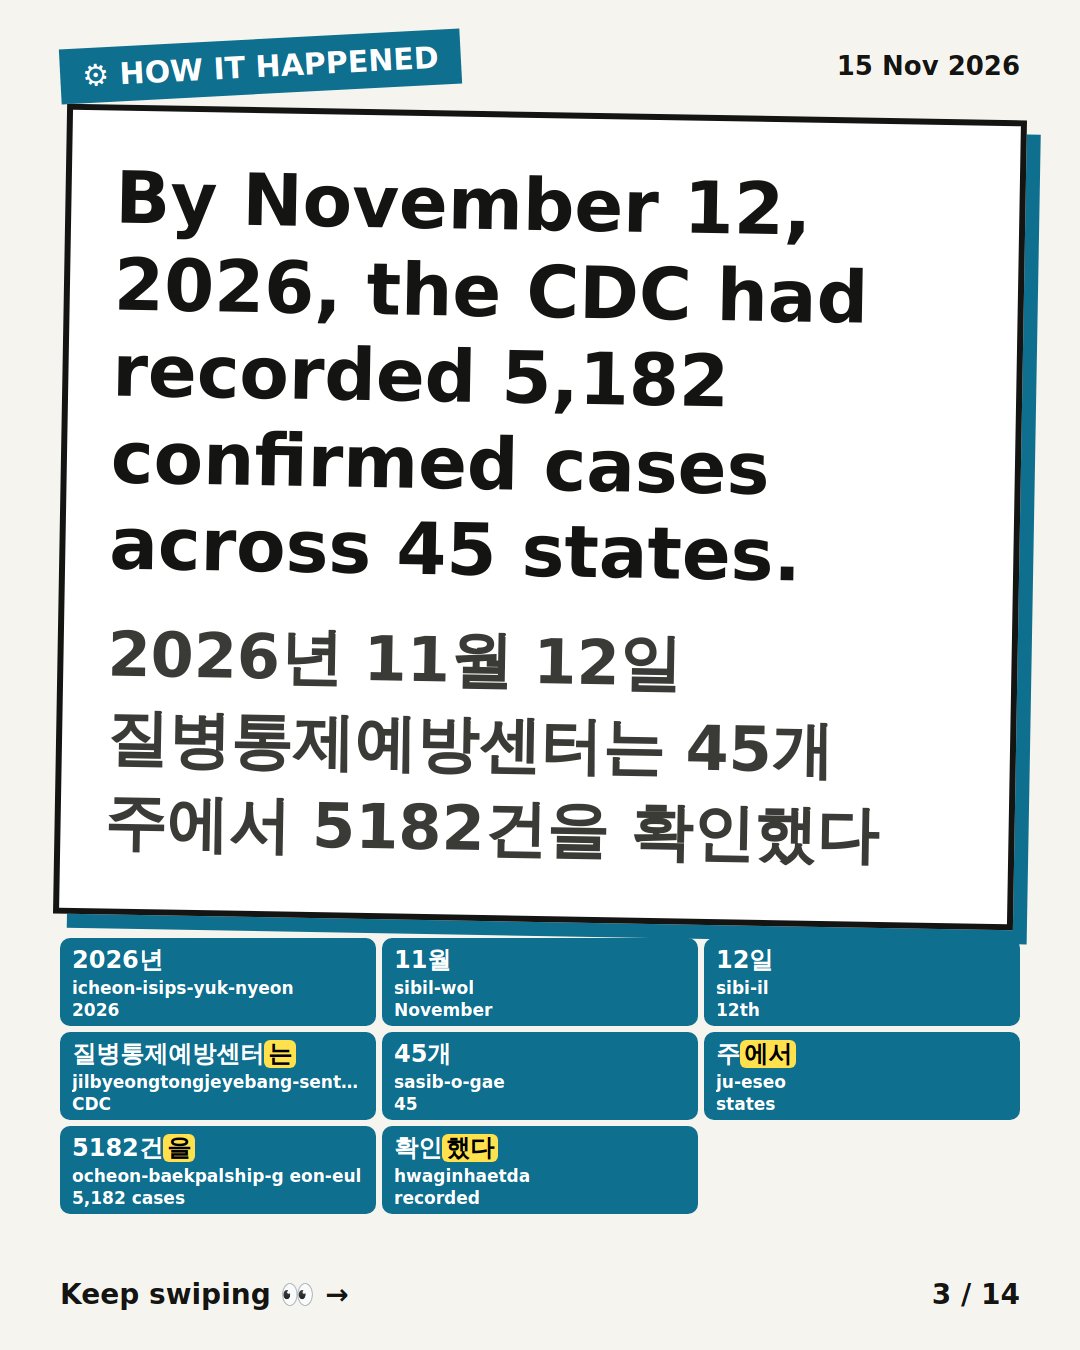 ⚙ HOW IT HAPPENED
15 Nov 2026
By November 12,
2026, the CDC had
recorded 5,182
confirmed cases
across 45 states.
2026년 11월 12일
질병통제예방센터는 45개
주에서 5182건을 확인했다
2026년
icheon-isips-yuk-nyeon
2026
11월
sibil-wol
November
12일
sibi-il
12th
질병통제예방센터는
jilbyeongtongjeyebang-sent…
CDC
45개
sasib-o-gae
45
주에서
ju-eseo
states
5182건을
ocheon-baekpalship-g eon-eul
5,182 cases
확인했다
hwaginhaetda
recorded
Keep swiping 👀 →
3 / 14